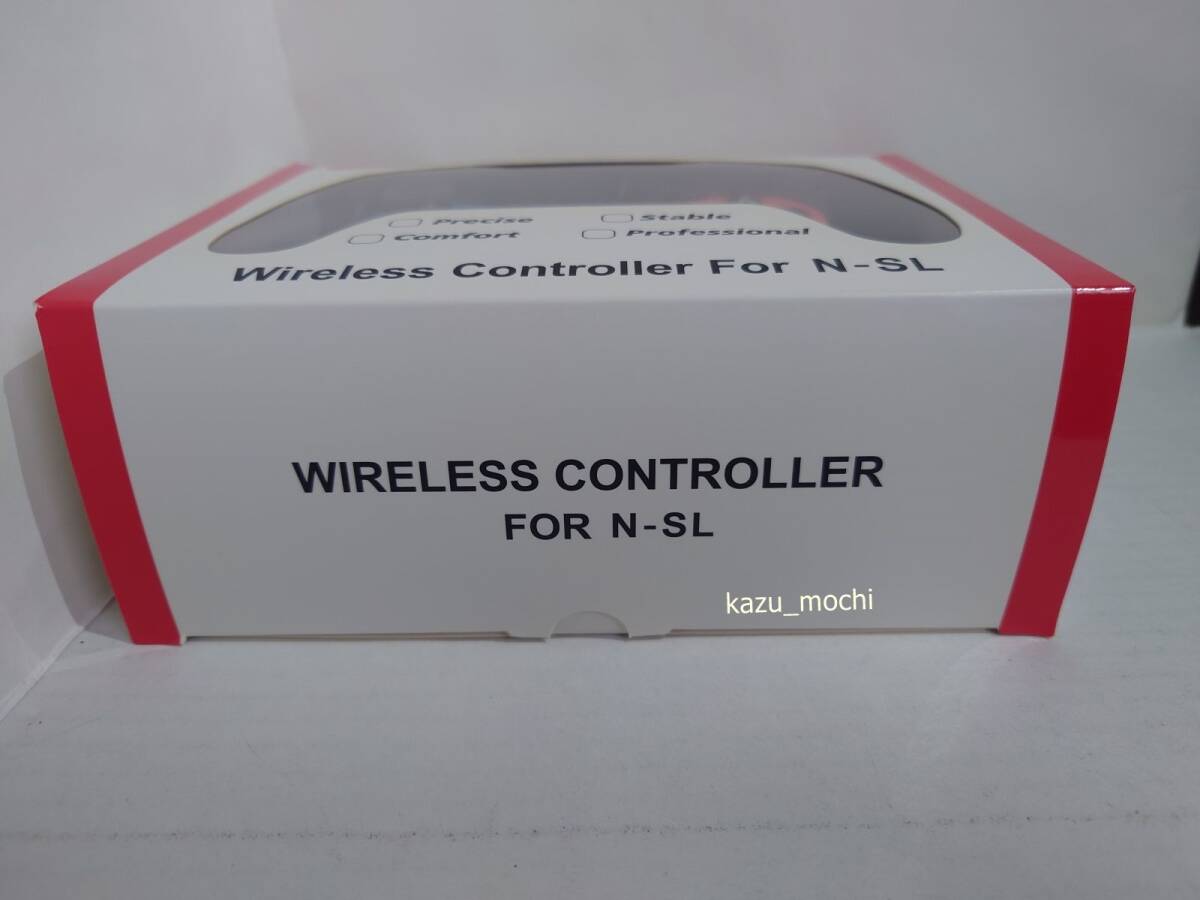 Precise Stable
Comfort Professional
Wireless Controller For N-SL
WIRELESS CONTROLLER
FOR N-SL
kazu_mochi